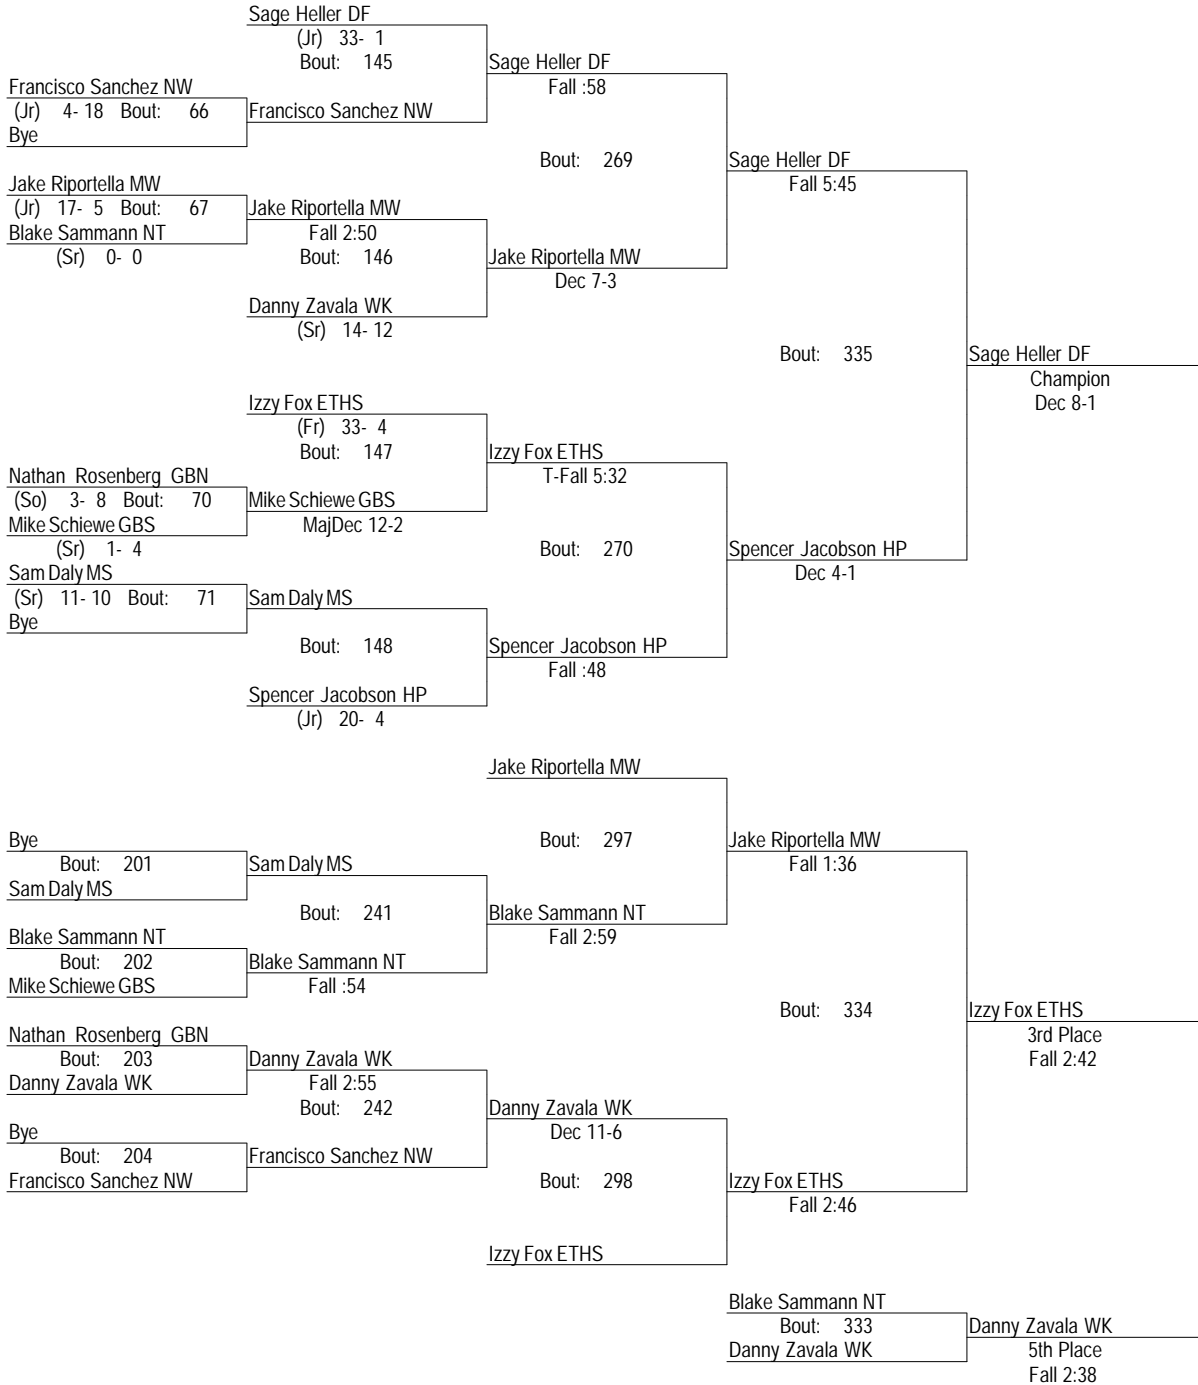 Sage Heller DF
(Jr) 33- 1
Bout: 145
Sage Heller DF
Fall :58
Francisco Sanchez NW
(Jr) 4- 18 Bout: 66
Francisco Sanchez NW
Bye
Bout: 269
Sage Heller DF
Fall 5:45
Jake Riportella MW
(Jr) 17- 5 Bout: 67
Jake Riportella MW
Blake Sammann NT
Fall 2:50
(Sr) 0- 0
Bout: 146
Jake Riportella MW
Dec 7-3
Danny Zavala WK
(Sr) 14- 12
Bout: 335
Sage Heller DF
Champion
Dec 8-1
Izzy Fox ETHS
(Fr) 33- 4
Bout: 147
Izzy Fox ETHS
T-Fall 5:32
Nathan Rosenberg GBN
(So) 3- 8 Bout: 70
Mike Schiewe GBS
Mike Schiewe GBS
MajDec 12-2
(Sr) 1- 4
Bout: 270
Spencer Jacobson HP
Dec 4-1
Sam Daly MS
(Sr) 11- 10 Bout: 71
Sam Daly MS
Bye
Bout: 148
Spencer Jacobson HP
Fall :48
Spencer Jacobson HP
(Jr) 20- 4
Jake Riportella MW
Bye
Bout: 297
Jake Riportella MW
Bout: 201
Sam Daly MS
Fall 1:36
Sam Daly MS
Bout: 241
Blake Sammann NT
Fall 2:59
Blake Sammann NT
Bout: 202
Blake Sammann NT
Mike Schiewe GBS
Fall :54
Bout: 334
Izzy Fox ETHS
3rd Place
Fall 2:42
Nathan Rosenberg GBN
Bout: 203
Danny Zavala WK
Danny Zavala WK
Fall 2:55
Bout: 242
Danny Zavala WK
Dec 11-6
Bye
Bout: 204
Francisco Sanchez NW
Francisco Sanchez NW
Bout: 298
Izzy Fox ETHS
Fall 2:46
Izzy Fox ETHS
Blake Sammann NT
Bout: 333
Danny Zavala WK
Danny Zavala WK
5th Place
Fall 2:38